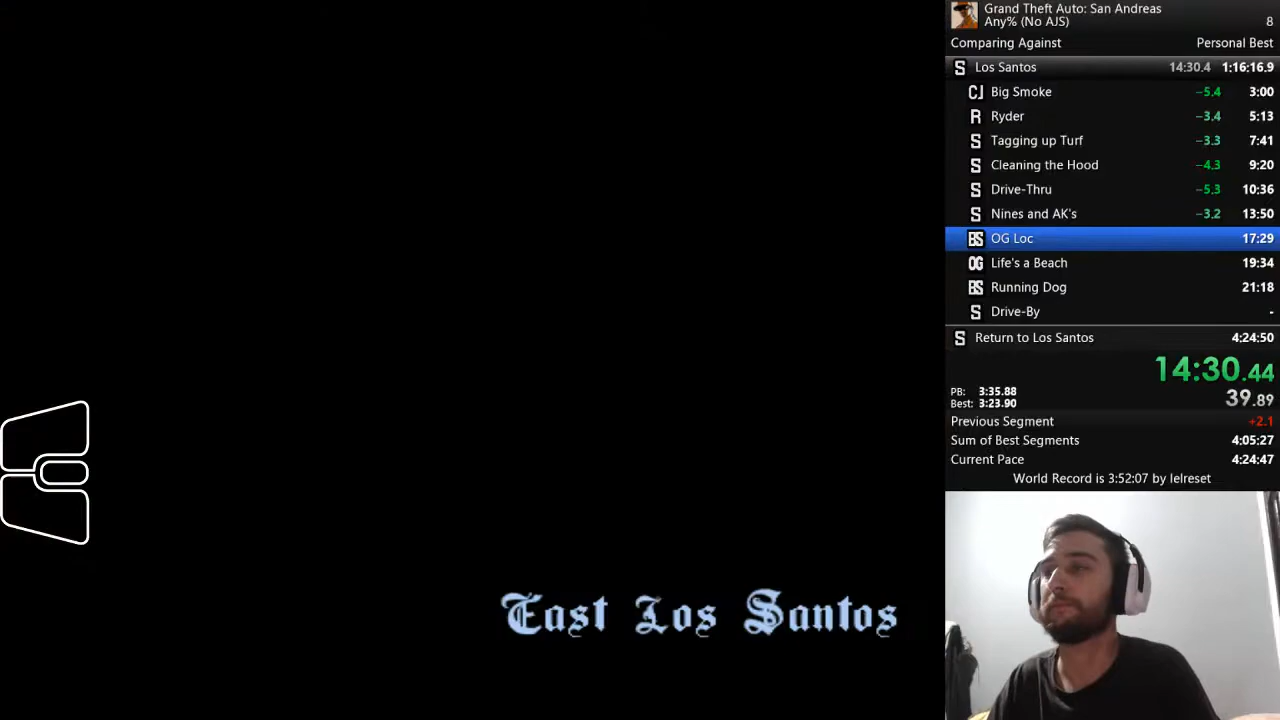 Grand Theft Auto: San Andreas
Any% (No AJS) 8
Comparing Against Personal Best
S Los Santos 14:30.4 1:16:16.9
CJ Big Smoke −5.4 3:00
R Ryder −3.4 5:13
S Tagging up Turf −3.3 7:41
S Cleaning the Hood −4.3 9:20
S Drive-Thru −5.3 10:36
S Nines and AK's −3.2 13:50
BS OG Loc 17:29
OG Life's a Beach 19:34
BS Running Dog 21:18
S Drive-By -
S Return to Los Santos 4:24:50
14:30.44
PB: 3:35.88
Best: 3:23.90
39.89
Previous Segment +2.1
Sum of Best Segments 4:05:27
Current Pace 4:24:47
World Record is 3:52:07 by lelreset
East Los Santos